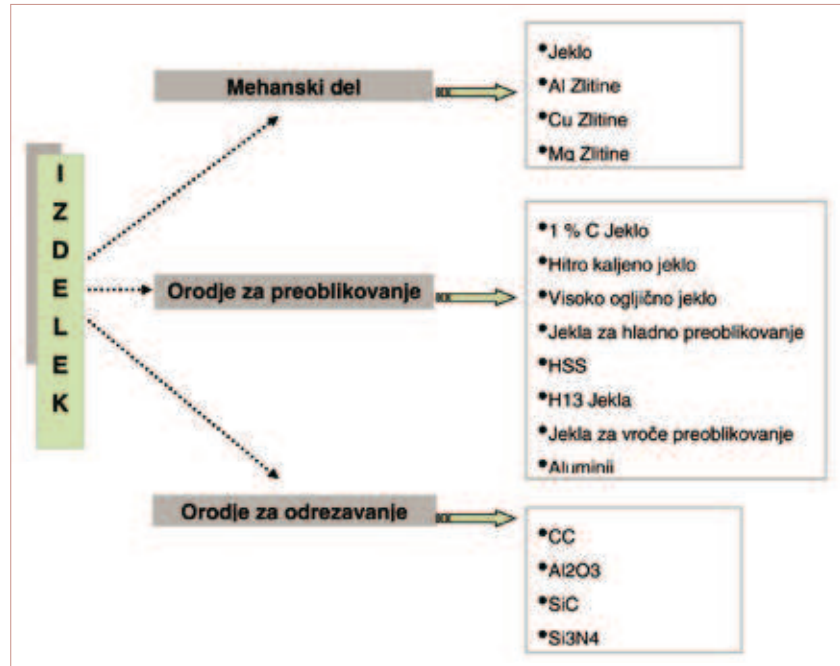 IZDELEK
Mehanski del
•Jeklo
•Al Zlitine
•Cu Zlitine
•Mg Zlitine
Orodje za preoblikovanje
•1 % C Jeklo
•Hitro kaljeno jeklo
•Visoko ogljično jeklo
•Jekla za hladno preoblikovanje
•HSS
•H13 Jekla
•Jekla za vroče preoblikovanje
•Aluminij
Orodje za odrezavanje
•CC
•Al2O3
•SiC
•Si3N4